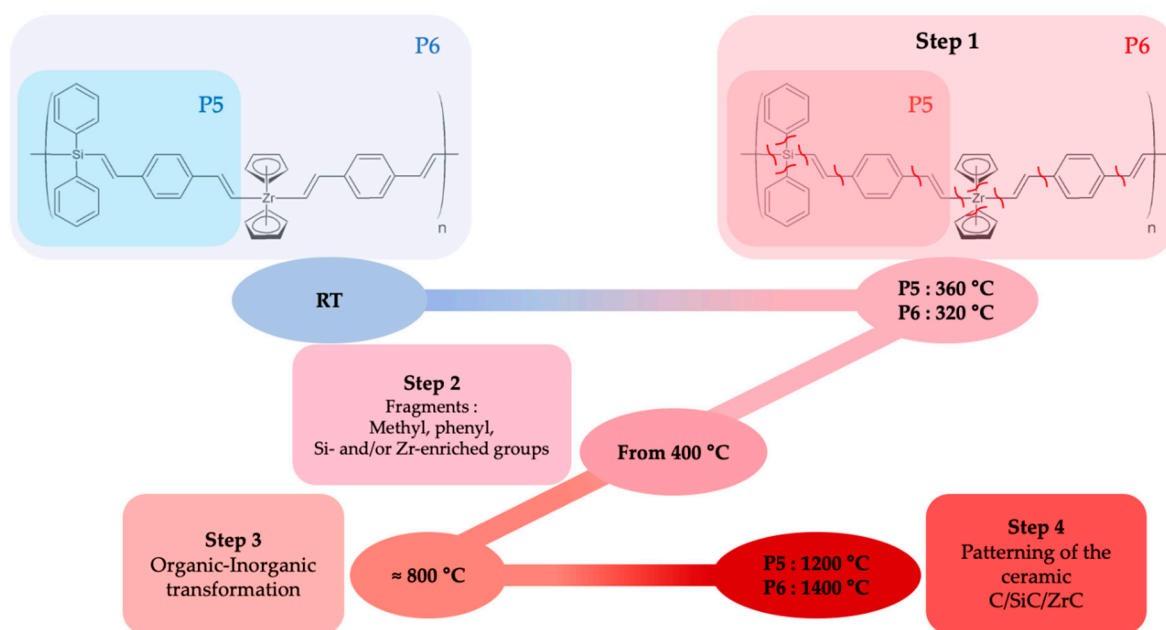 P6
P5
Si
Zr
n
Step 1
P6
P5
Si
Zr
n
RT
P5 : 360 °C
P6 : 320 °C
Step 2
Fragments :
Methyl, phenyl,
Si- and/or Zr-enriched groups
From 400 °C
Step 3
Organic-Inorganic
transformation
≈ 800 °C
P5 : 1200 °C
P6 : 1400 °C
Step 4
Patterning of the
ceramic
C/SiC/ZrC